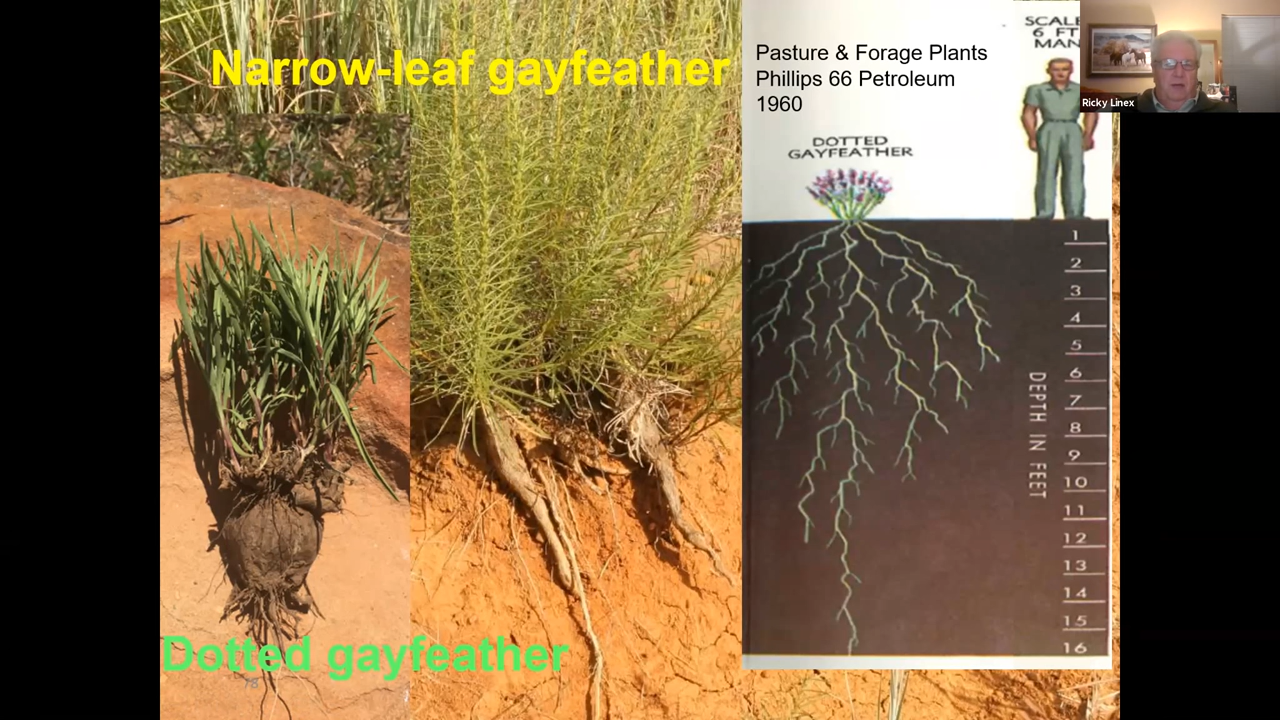 Narrow-leaf gayfeather
Pasture & Forage Plants
Phillips 66 Petroleum
1960
SCALE
6 FT
MAN
Ricky Linex
DOTTED
GAYFEATHER
1
2
3
4
5
6
7
8
9
10
11
12
13
14
15
16
DEPTH IN FEET
Dotted gayfeather
78